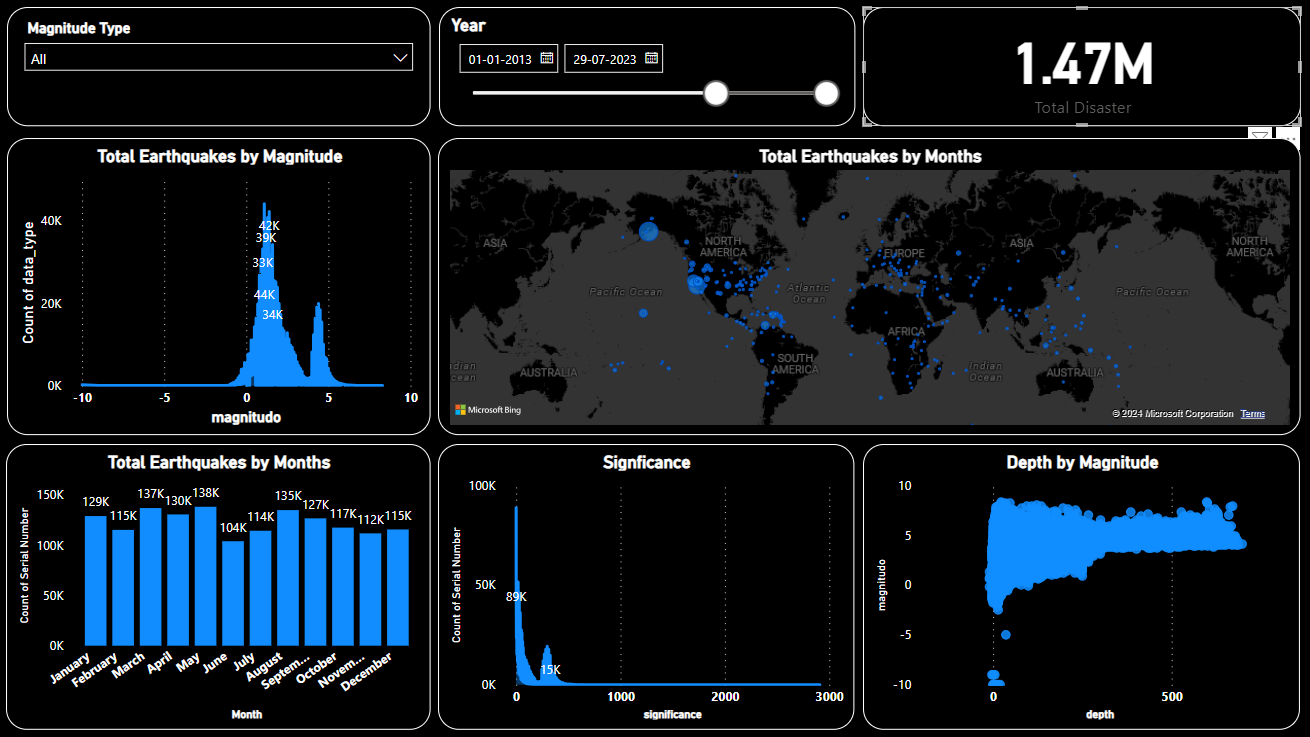 Magnitude Type
All
Year
01-01-2013
29-07-2023
1.47M
Total Disaster
Total Earthquakes by Magnitude
Count of data_type
40K
20K
0K
42K
39K
33K
44K
34K
-10
-5
0
5
10
magnitudo
Total Earthquakes by Months
ASIA
NORTH
AMERICA
EUROPE
ASIA
NORTH
AMERICA
Pacific Ocean
Atlantic
Ocean
Pacific Ocean
AFRICA
SOUTH
AMERICA
ndian
cean
AUSTRALIA
Indian
Ocean
AUSTRALIA
Microsoft Bing
© 2024 Microsoft Corporation
Terms
Total Earthquakes by Months
Count of Serial Number
150K
100K
50K
0K
129K
115K
137K
130K
138K
104K
114K
135K
127K
117K
112K
115K
January
February
March
April
May
June
July
August
Septem...
October
Novem...
December
Month
Signficance
Count of Serial Number
100K
50K
0K
89K
15K
0
1000
2000
3000
significance
Depth by Magnitude
magnitudo
10
5
0
-5
-10
0
500
depth